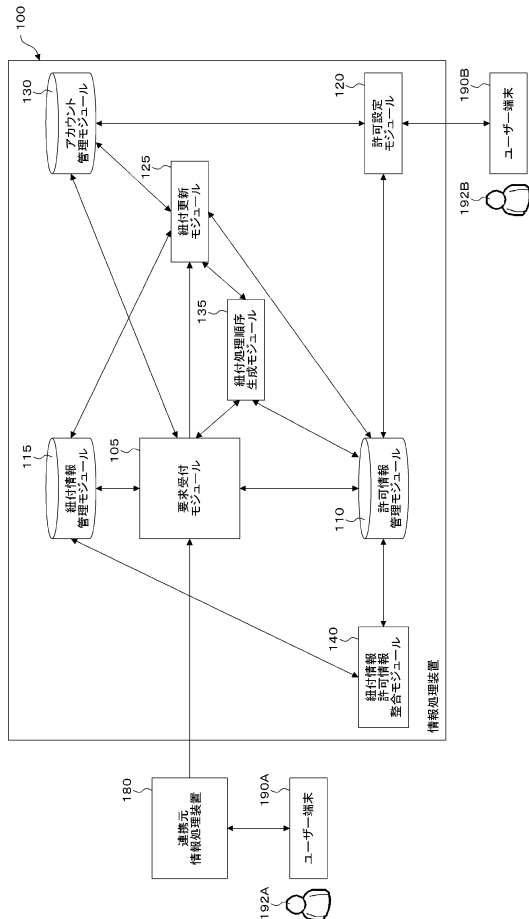 100
130
アカウント
管理モジュール
120
許可設定
モジュール
190B
ユーザー端末
192B
125
紐付更新
モジュール
135
紐付処理順序
生成モジュール
115
紐付情報
管理モジュール
105
要求受付
モジュール
110
許可情報
管理モジュール
140
紐付情報
許可情報
整合モジュール
情報処理装置
180
連携元
情報処理装置
190A
ユーザー端末
192A